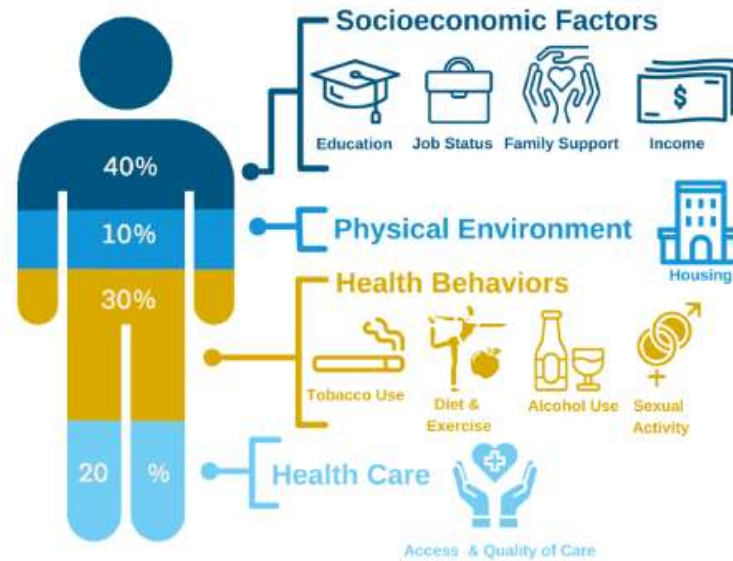 Socioeconomic Factors
$
Education Job Status Family Support Income
40%
10%
Physical Environment
Housing
30%
Health Behaviors
Tobacco Use
Diet &
Exercise
Alcohol Use
Sexual
Activity
20 %
Health Care
Access & Quality of Care